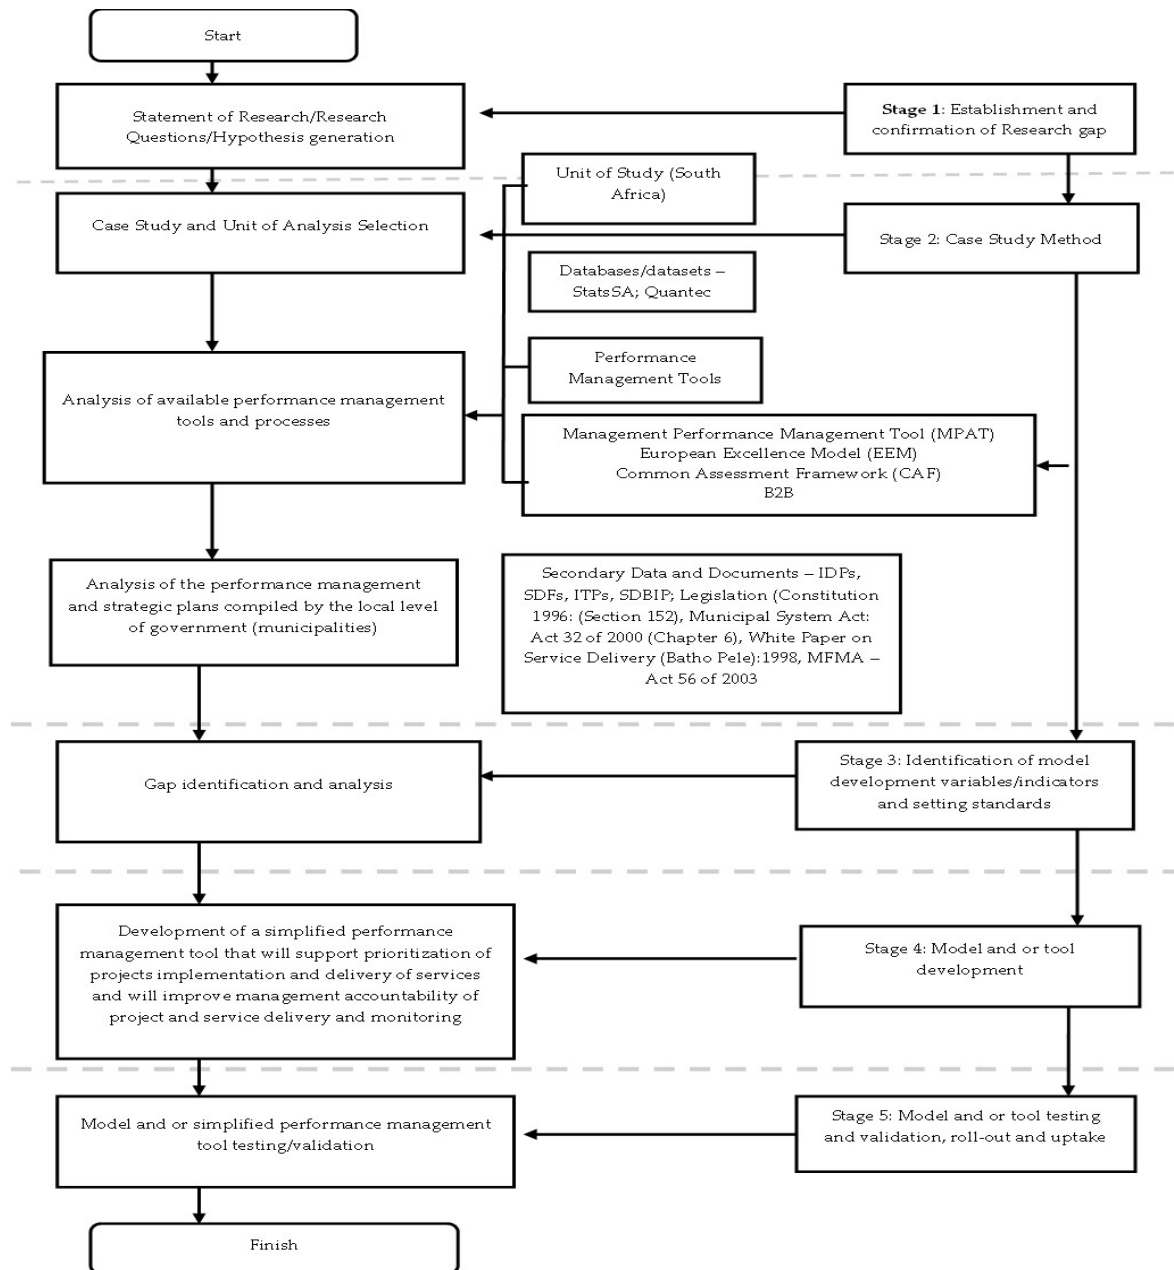 Start
Statement of Research/Research
Questions/Hypothesis generation
Stage 1: Establishment and
confirmation of Research gap
Unit of Study (South
Africa)
Case Study and Unit of Analysis Selection
Stage 2: Case Study Method
Databases/datasets –
StatsSA; Quantec
Performance
Management Tools
Analysis of available performance management
tools and processes
Management Performance Management Tool (MPAT)
European Excellence Model (EEM)
Common Assessment Framework (CAF)
B2B
Analysis of the performance management
and strategic plans compiled by the local level
of government (municipalities)
Secondary Data and Documents – IDPs,
SDFs, ITPs, SDBIP; Legislation (Constitution
1996: (Section 152), Municipal System Act:
Act 32 of 2000 (Chapter 6), White Paper on
Service Delivery (Batho Pele):1998, MFMA –
Act 56 of 2003
Gap identification and analysis
Stage 3: Identification of model
development variables/indicators
and setting standards
Development of a simplified performance
management tool that will support prioritization of
projects implementation and delivery of services
and will improve management accountability of
project and service delivery and monitoring
Stage 4: Model and or tool
development
Model and or simplified performance management
tool testing/validation
Stage 5: Model and or tool testing
and validation, roll-out and uptake
Finish